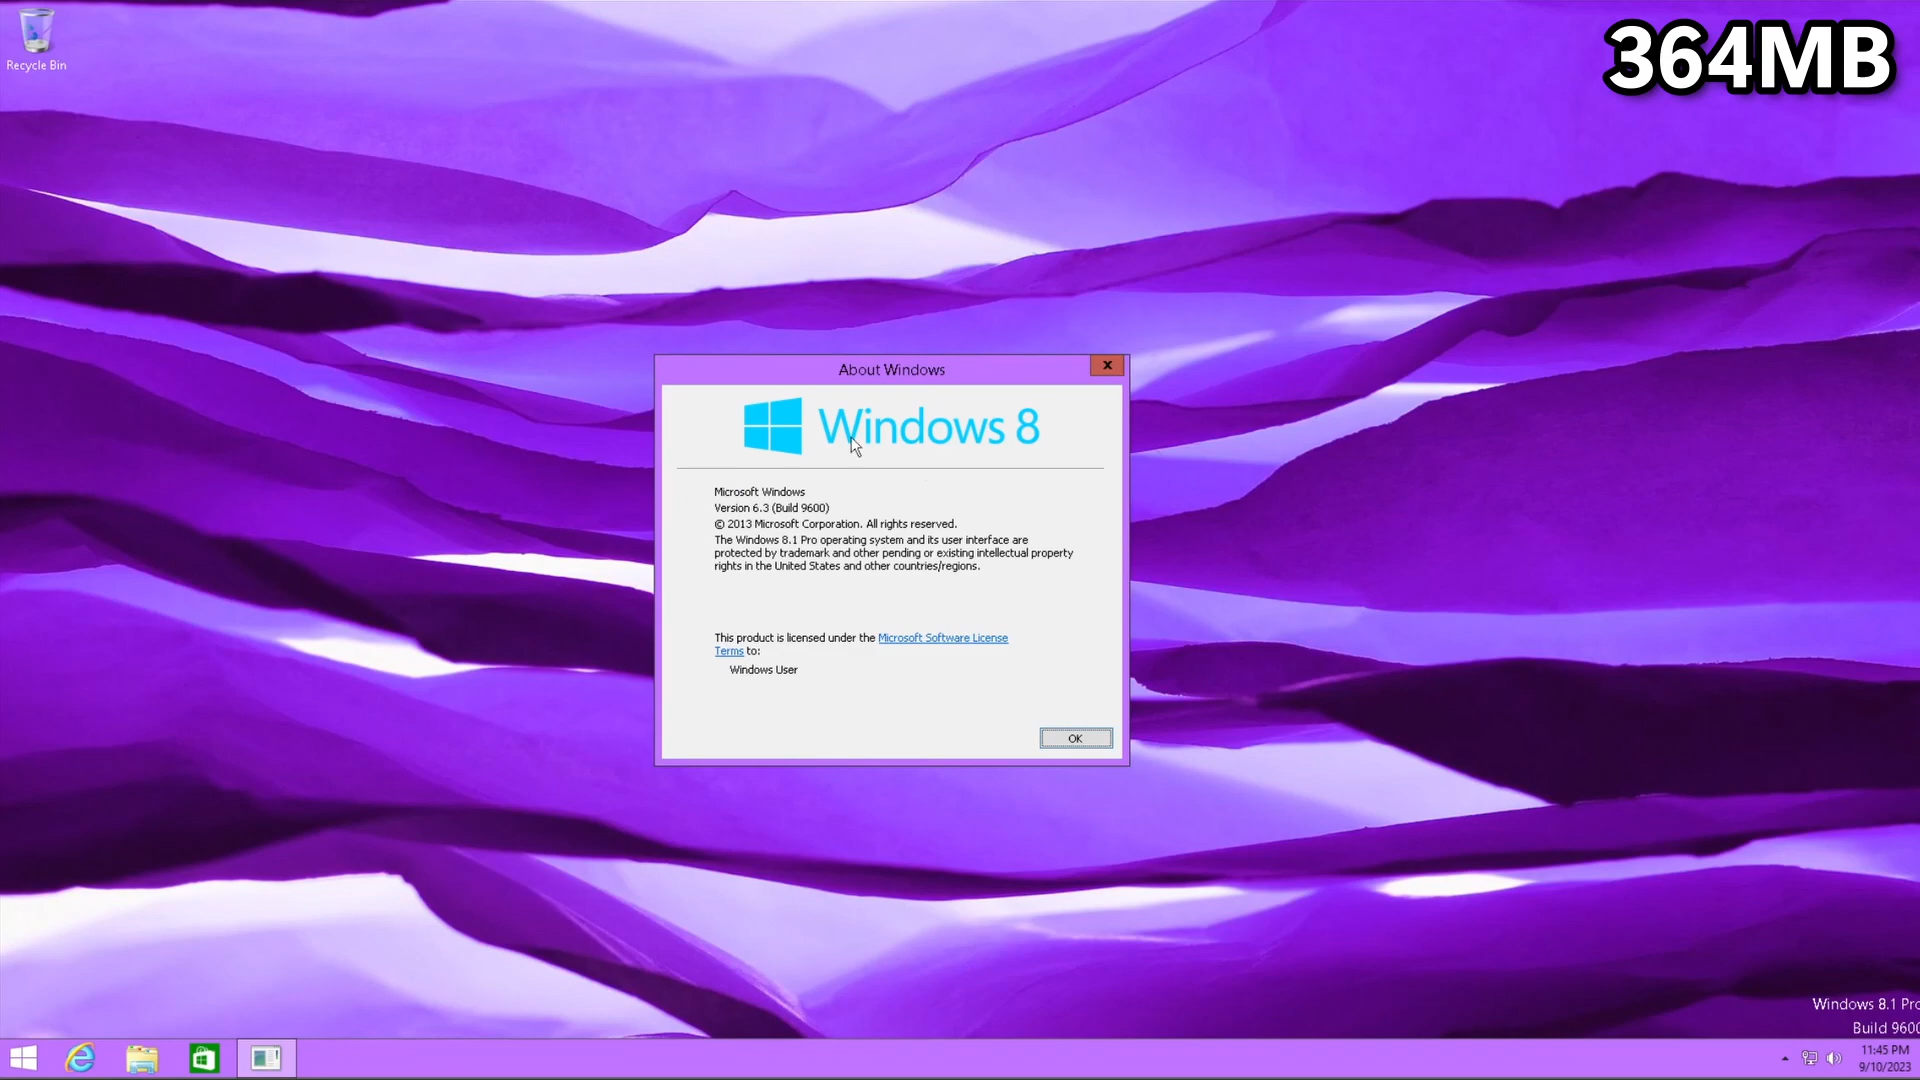 Recycle Bin
364MB
About Windows
Windows 8
Microsoft Windows
Version 6.3 (Build 9600)
© 2013 Microsoft Corporation. All rights reserved.
The Windows 8.1 Pro operating system and its user interface are
protected by trademark and other pending or existing intellectual property
rights in the United States and other countries/regions.
This product is licensed under the Microsoft Software License
Terms to:
Windows User
OK
Windows 8.1 Pro
Build 9600
11:45 PM
9/10/2023